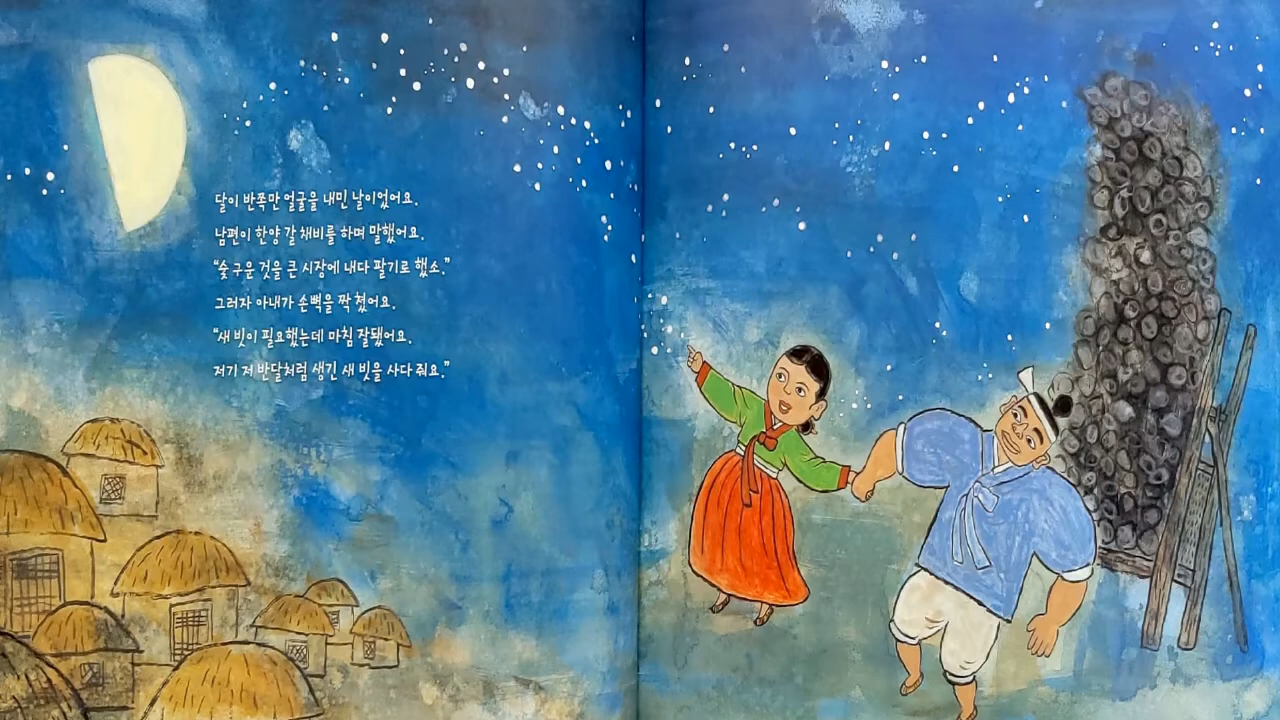 달이 반쪽만 얼굴을 내민 날이었어요.
남편이 한양 갈 채비를 하며 말했어요.
“숯 구운 것을 큰 시장에 내다 팔기로 했소.”
그러자 아내가 손뼉을 짝 쳤어요.
“새 빗이 필요했는데 마침 잘됐어요.
저기 저 반달처럼 생긴 새 빗을 사다 줘요.”